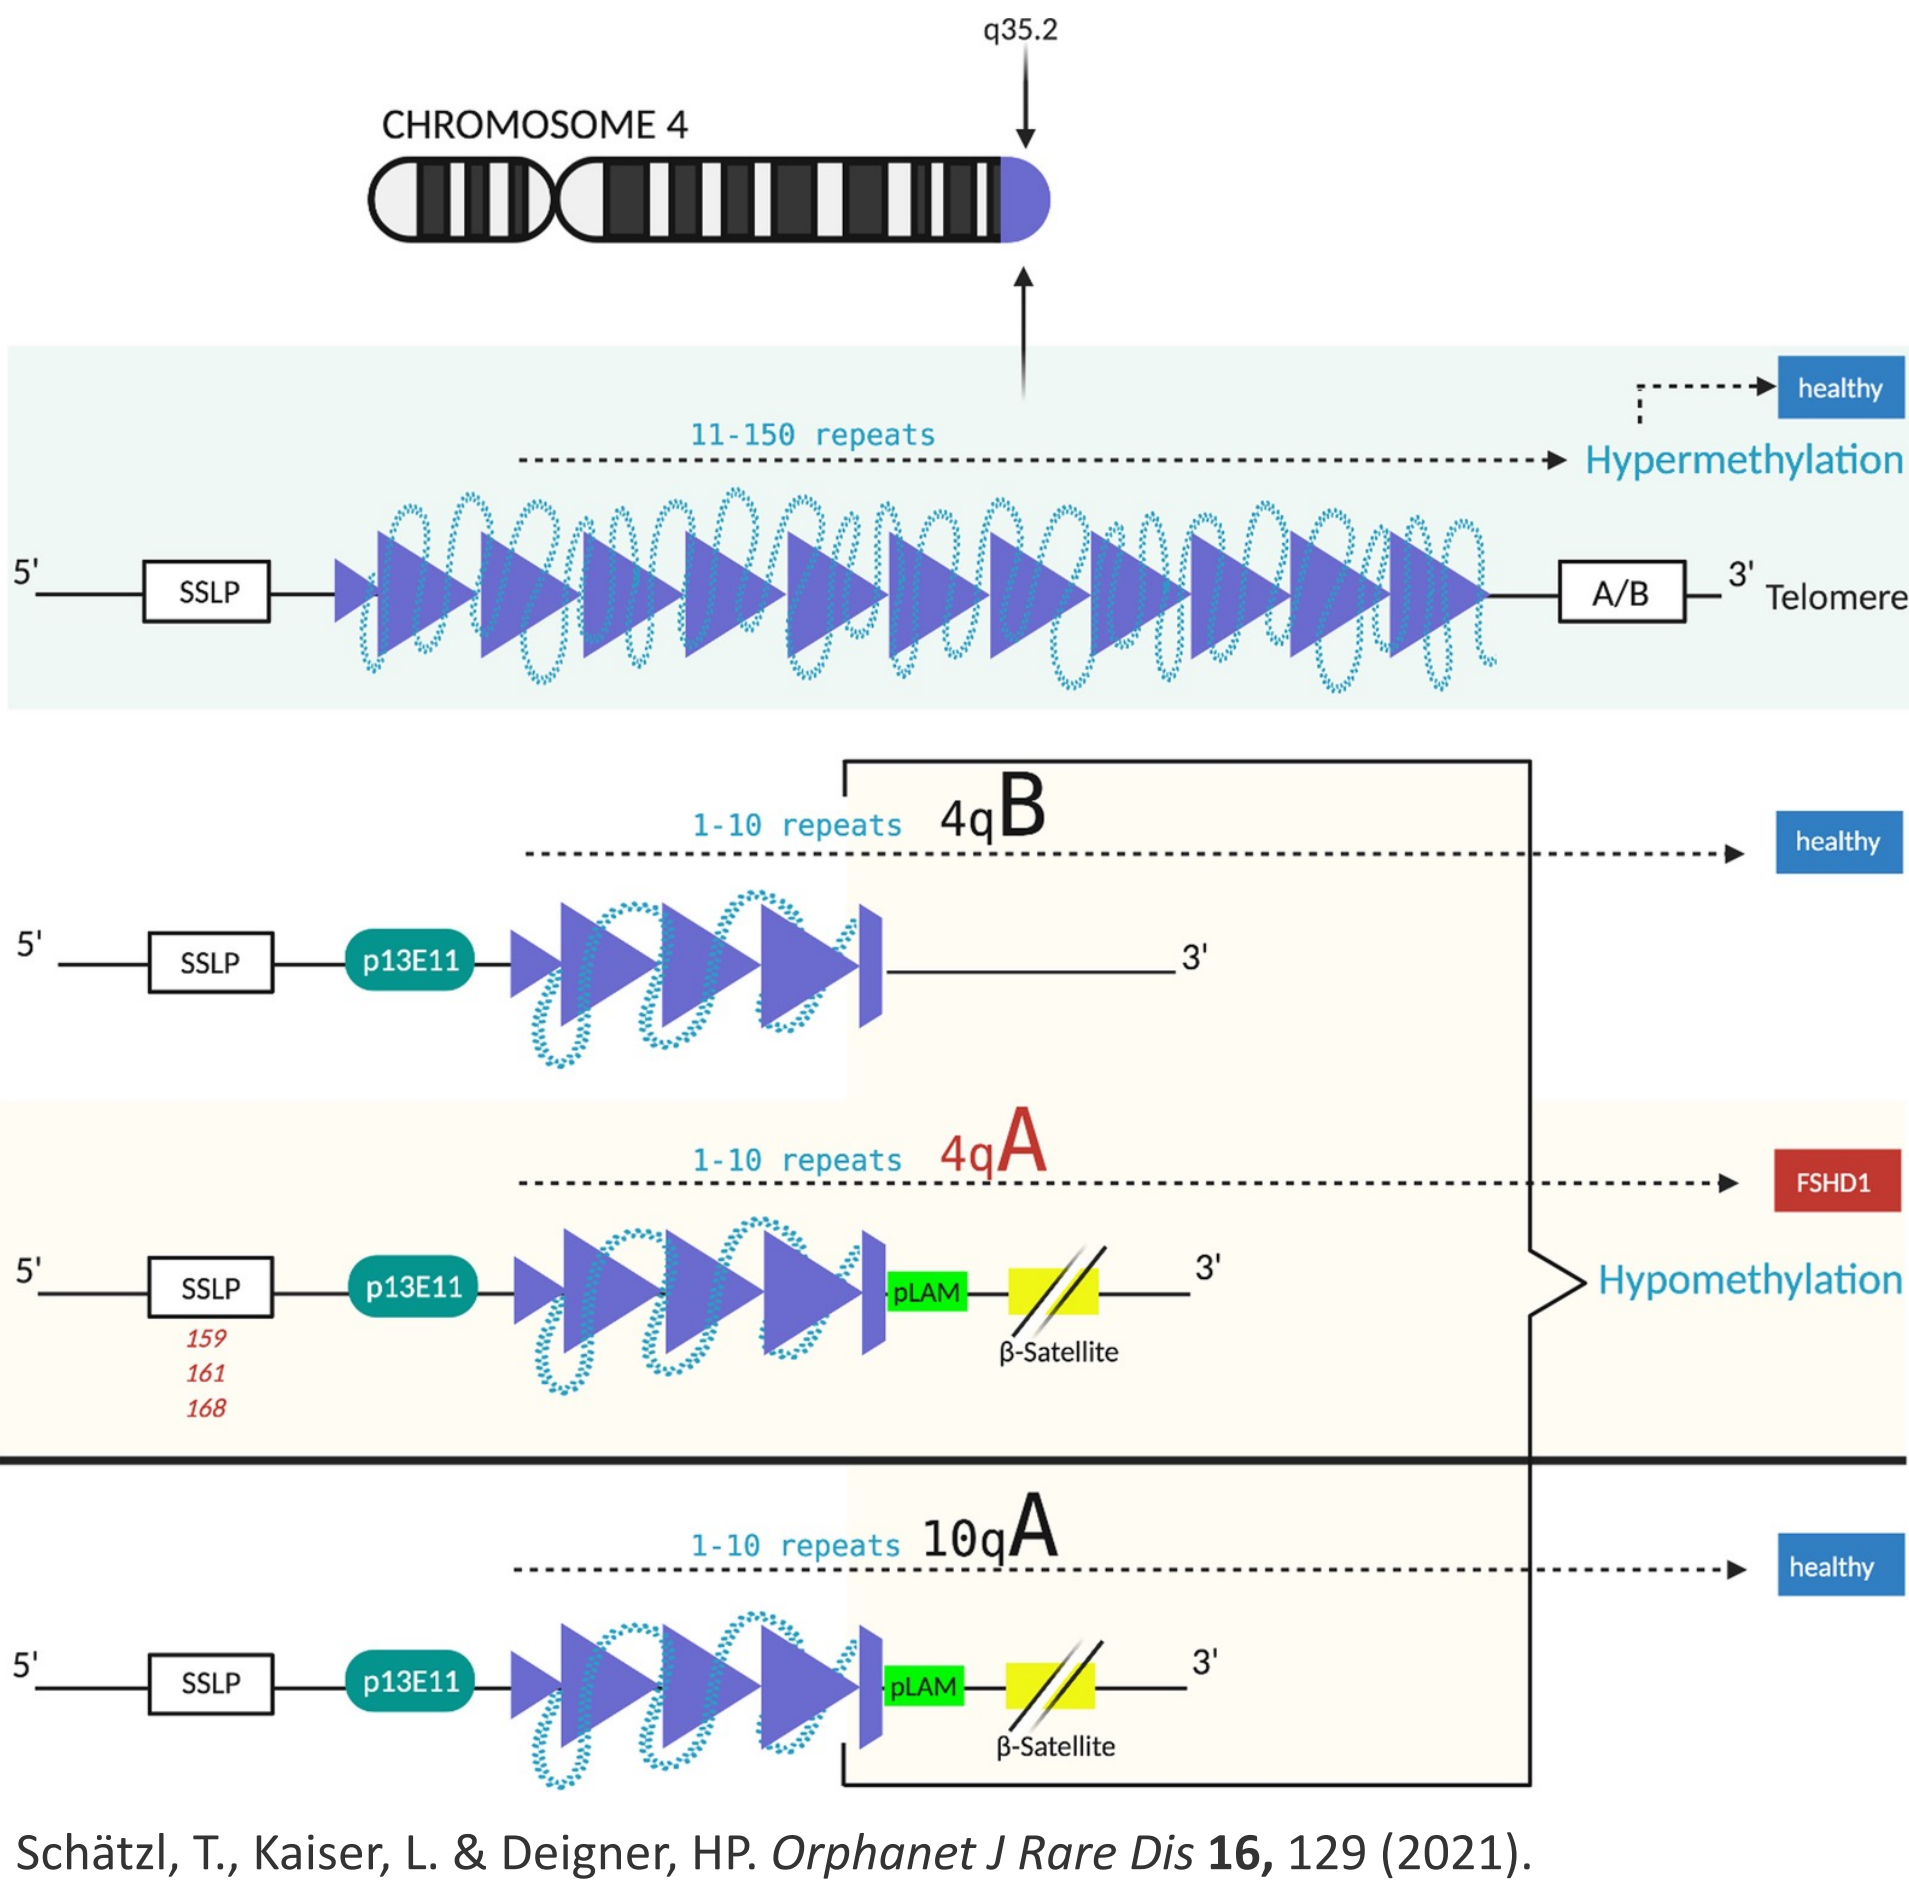 q35.2
CHROMOSOME 4
healthy
11-150 repeats
Hypermethylation
5'
SSLP
A/B
3'
Telomere
1-10 repeats
4qB
healthy
5'
SSLP
p13E11
3'
1-10 repeats
4qA
FSHD1
5'
SSLP
p13E11
pLAM
3'
Hypomethylation
β-Satellite
159
161
168
1-10 repeats
10qA
healthy
5'
SSLP
p13E11
pLAM
3'
β-Satellite
Schätzl, T., Kaiser, L. & Deigner, HP. Orphanet J Rare Dis 16, 129 (2021).